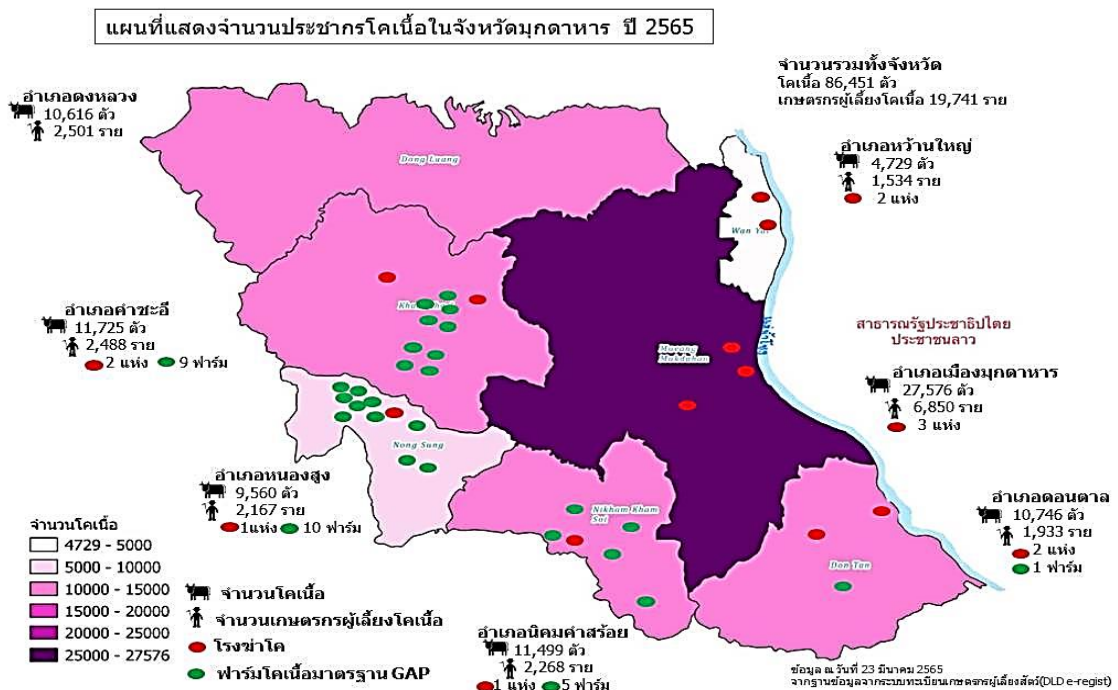 แผนที่แสดงจำนวนประชากรโคเนื้อในจังหวัดมุกดาหาร ปี 2565
จำนวนรวมทั้งจังหวัด
โคเนื้อ 86,451 ตัว
เกษตรกรผู้เลี้ยงโคเนื้อ 19,741 ราย
อำเภอดงหลวง
10,616 ตัว
2,501 ราย
Dong Luang
อำเภอหว้านใหญ่
4,729 ตัว
1,534 ราย
2 แห่ง
Wan Yai
อำเภอคำชะอี
11,725 ตัว
2,488 ราย
2 แห่ง 9 ฟาร์ม
สาธารณรัฐประชาธิปไตย
ประชาชนลาว
Mueang
Mukdahan
อำเภอเมืองมุกดาหาร
27,576 ตัว
6,850 ราย
3 แห่ง
Nong Sung
อำเภอหนองสูง
9,560 ตัว
2,167 ราย
1แห่ง 10 ฟาร์ม
Nikhom Kham
Soi
อำเภอดอนตาล
10,746 ตัว
1,933 ราย
2 แห่ง
1 ฟาร์ม
Don Tan
จำนวนโคเนื้อ
4729 - 5000
5000 - 10000
10000 - 15000
15000 - 20000
20000 - 25000
25000 - 27576
จำนวนโคเนื้อ
จำนวนเกษตรกรผู้เลี้ยงโคเนื้อ
โรงฆ่าโค
ฟาร์มโคเนื้อมาตรฐาน GAP
อำเภอนิคมคำสร้อย
11,499 ตัว
2,268 ราย
1 แห่ง 5 ฟาร์ม
ข้อมูล ณ วันที่ 23 มีนาคม 2565
จากฐานข้อมูลจากระบบทะเบียนเกษตรกรผู้เลี้ยงสัตว์(DLD e-regist)